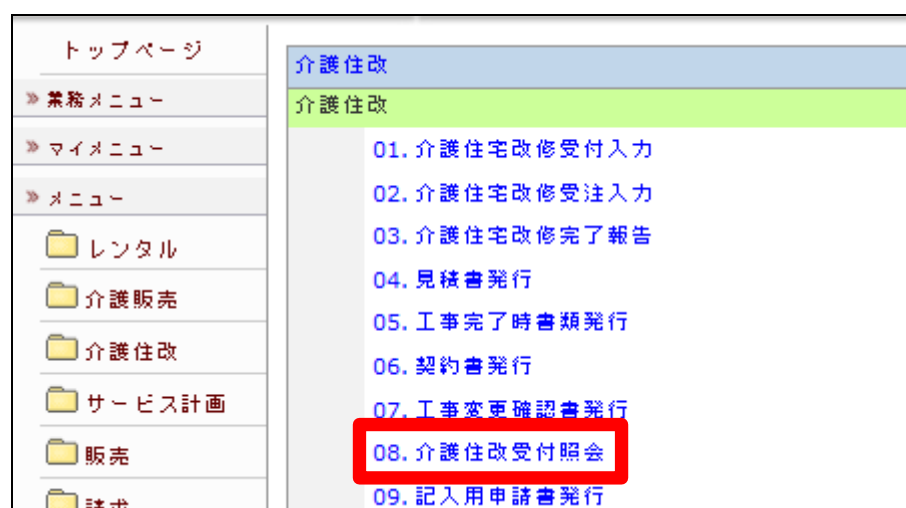 トップページ
» 業務メニュー
» マイメニュー
» メニュー
レンタル
介護販売
介護住改
サービス計画
販売
請求
介護住改
介護住改
01. 介護住宅改修受付入力
02. 介護住宅改修受注入力
03. 介護住宅改修完了報告
04. 見積書発行
05. 工事完了時書類発行
06. 契約書発行
07. 工事変更確認書発行
08. 介護住改受付照会
09. 記入用申請書発行